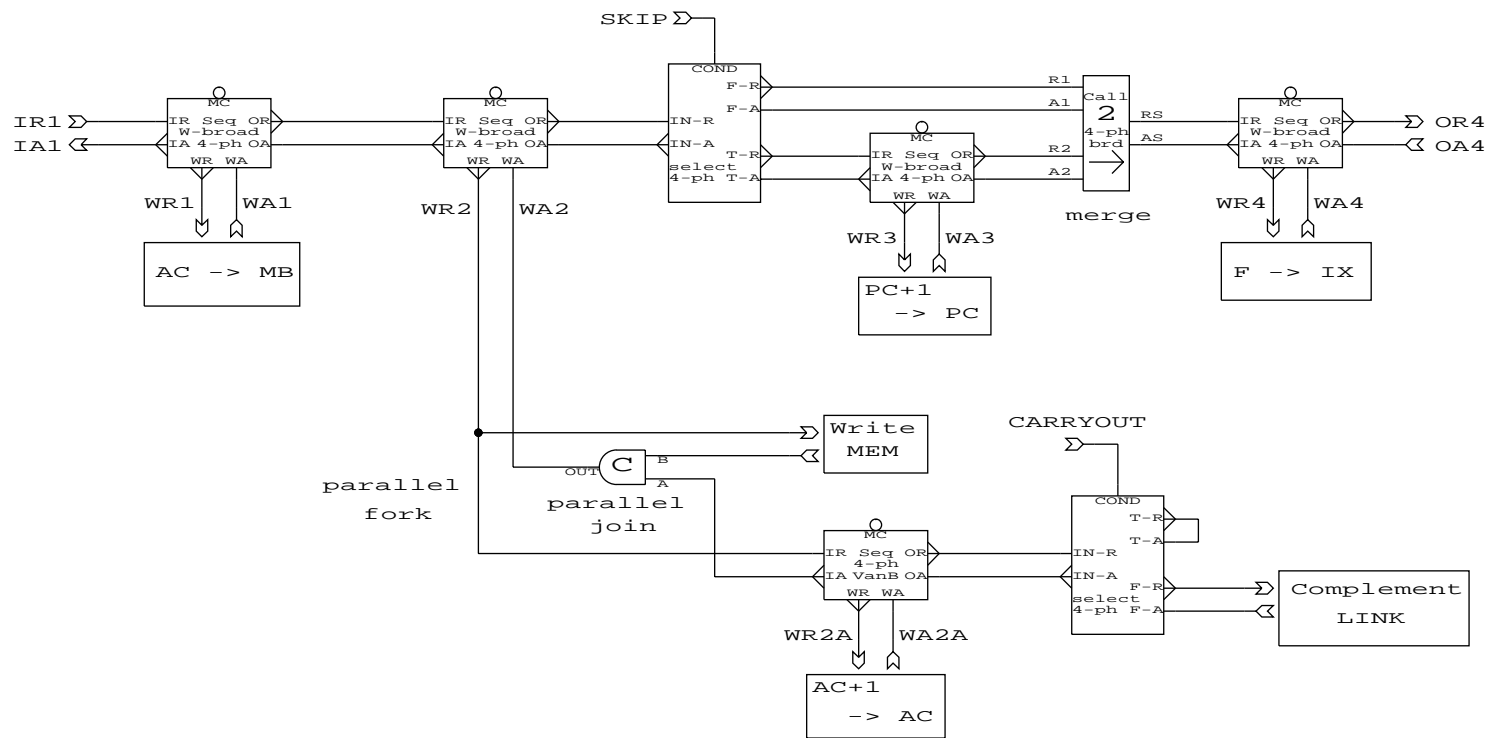 SKIP
COND
F-R
F-A
IN-R
IN-A
T-R
select
4-ph T-A
IR1
IA1
MC
IR Seq OR
W-broad
IA 4-ph OA
WR WA
WR1 WA1
AC -> MB
MC
IR Seq OR
W-broad
IA 4-ph OA
WR WA
WR2 WA2
R1
A1
R2
A2
MC
IR Seq OR
W-broad
IA 4-ph OA
WR WA
WR3 WA3
PC+1
-> PC
Call
2
4-ph
brd
merge
RS
AS
MC
IR Seq OR
W-broad
IA 4-ph OA
WR WA
OR4
OA4
WR4 WA4
F -> IX
Write
MEM
C
OUT
B
A
parallel
fork
parallel
join
MC
IR Seq OR
4-ph
IA VanB OA
WR WA
WR2A WA2A
AC+1
-> AC
CARRYOUT
COND
T-R
T-A
IN-R
IN-A
F-R
select
4-ph F-A
Complement
LINK